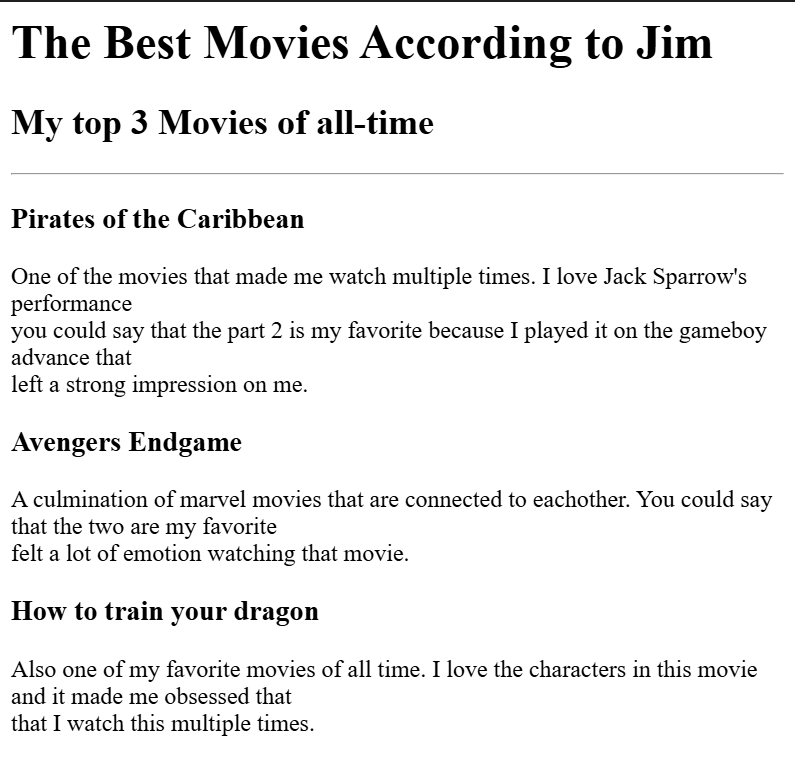 The Best Movies According to Jim
My top 3 Movies of all-time
Pirates of the Caribbean
One of the movies that made me watch multiple times. I love Jack Sparrow's
performance
you could say that the part 2 is my favorite because I played it on the gameboy
advance that
left a strong impression on me.
Avengers Endgame
A culmination of marvel movies that are connected to eachother. You could say
that the two are my favorite
felt a lot of emotion watching that movie.
How to train your dragon
Also one of my favorite movies of all time. I love the characters in this movie
and it made me obsessed that
that I watch this multiple times.